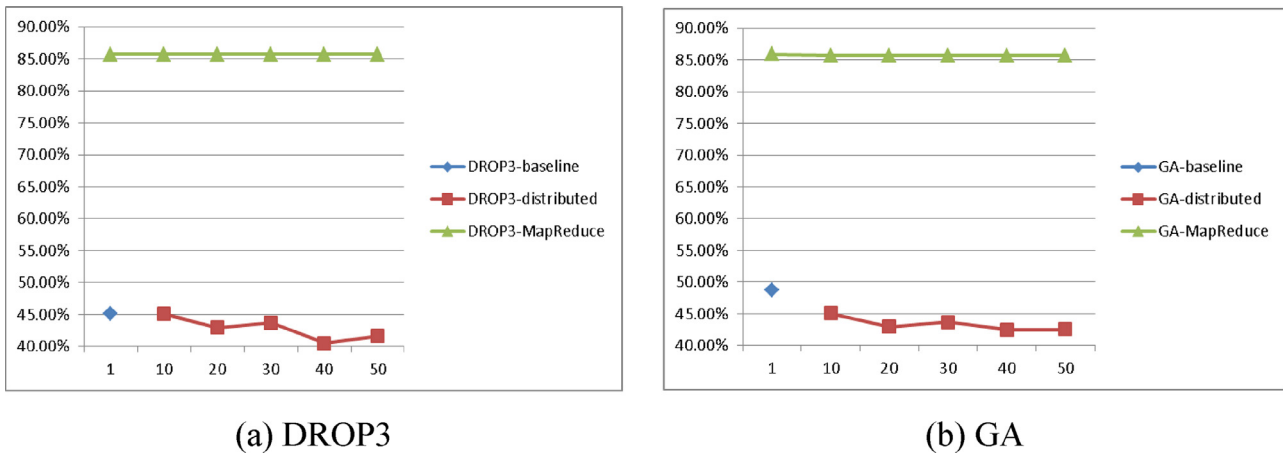 90.00%
85.00%
80.00%
75.00%
70.00%
65.00%
60.00%
55.00%
50.00%
45.00%
40.00%
1 10 20 30 40 50
DROP3-baseline
DROP3-distributed
DROP3-MapReduce
(a) DROP3
90.00%
85.00%
80.00%
75.00%
70.00%
65.00%
60.00%
55.00%
50.00%
45.00%
40.00%
1 10 20 30 40 50
GA-baseline
GA-distributed
GA-MapReduce
(b) GA